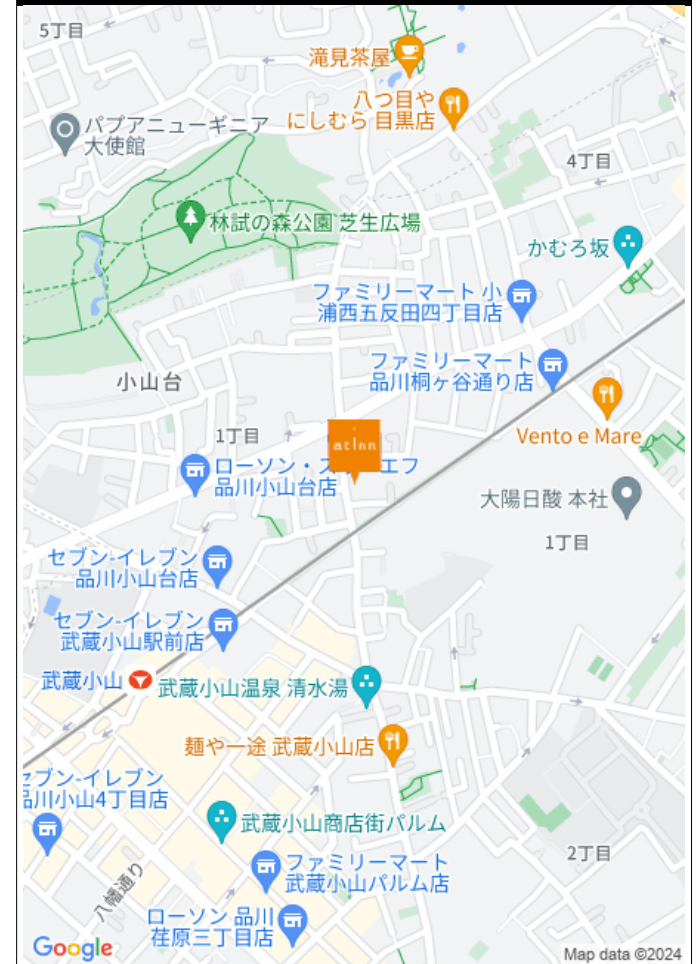 5丁目
滝見茶屋
八つ目や
にしむら 目黒店
パプアニューギニア
大使館
4丁目
林試の森公園 芝生広場
かむろ坂
ファミリーマート 小
浦西五反田四丁目店
ファミリーマート
品川桐ヶ谷通り店
小山台
Vento e Mare
1丁目
atInn
ローソン・ス
エフ
品川小山台店
大陽日酸 本社
1丁目
セブン-イレブン
品川小山台店
セブン-イレブン
武蔵小山駅前店
武蔵小山
武蔵小山温泉 清水湯
麺や一途 武蔵小山店
セブン-イレブン
品川小山4丁目店
武蔵小山商店街パルム
2丁目
ファミリーマート
武蔵小山パルム店
八幡通り
ローソン 品川
荏原三丁目店
Google
Map data ©2024